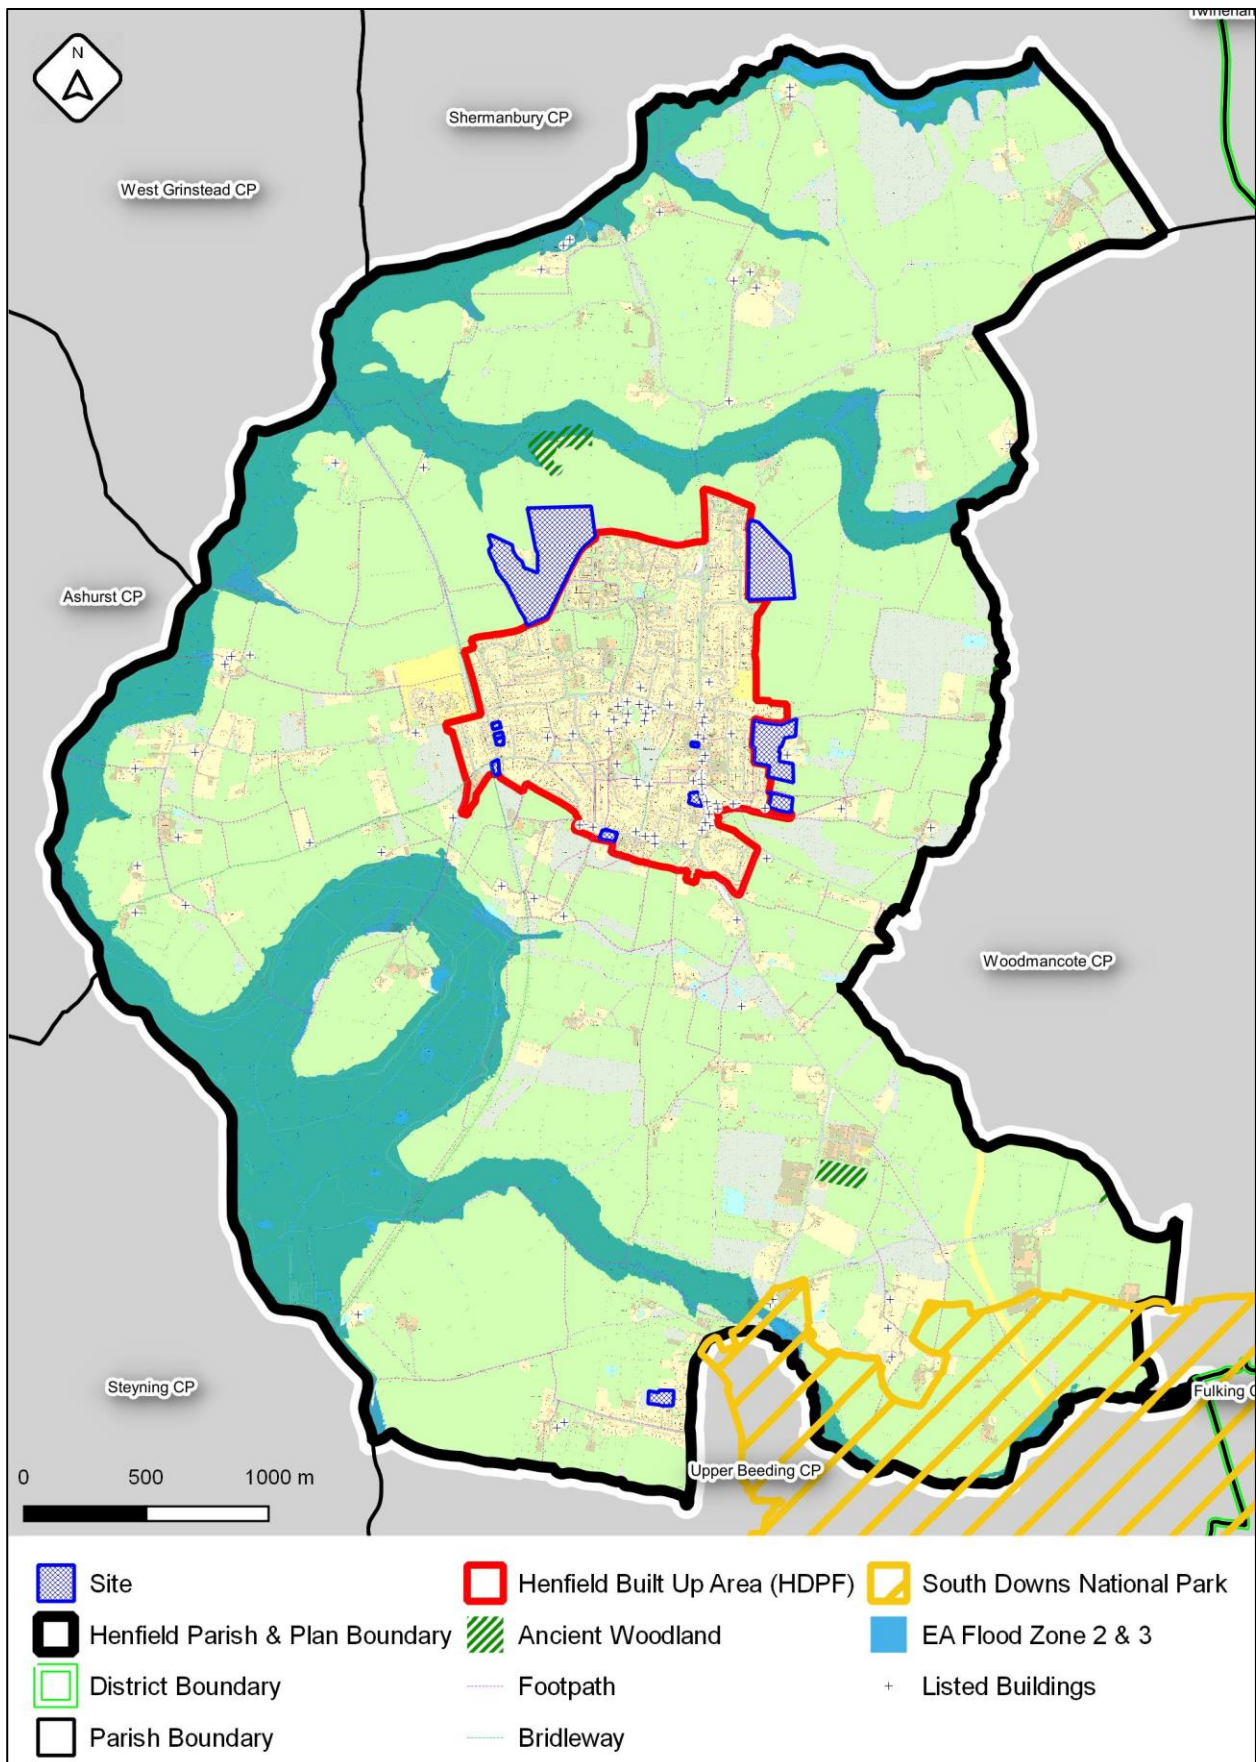 Twineham
N
Shermanbury CP
West Grinstead CP
Ashurst CP
Woodmancote CP
Steyning CP
Fulking C
Upper Beeding CP
0 500 1000 m
Site
Henfield Built Up Area (HDPF)
South Downs National Park
Henfield Parish & Plan Boundary
Ancient Woodland
EA Flood Zone 2 & 3
District Boundary
Footpath
Listed Buildings
Parish Boundary
Bridleway